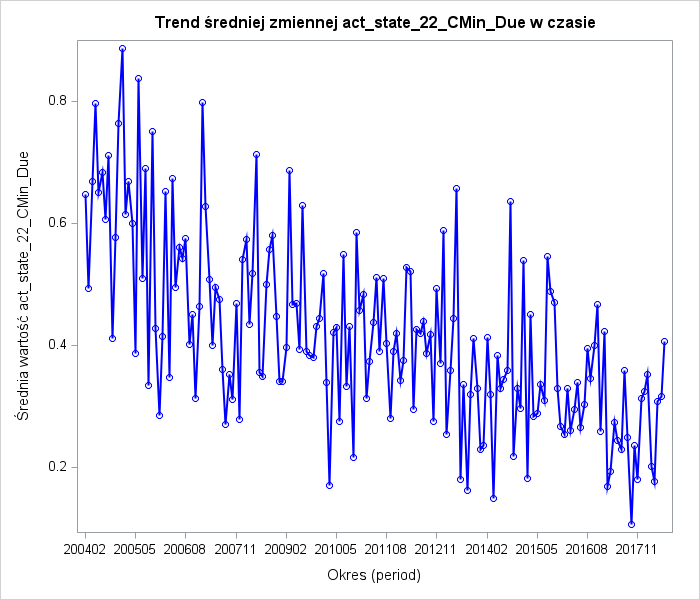 Trend średniej zmiennej act_state_22_CMin_Due w czasie
Średnia wartość act_state_22_CMin_Due
0.8
0.6
0.4
0.2
200402 200505 200608 200711 200902 201005 201108 201211 201402 201505 201608 201711
Okres (period)